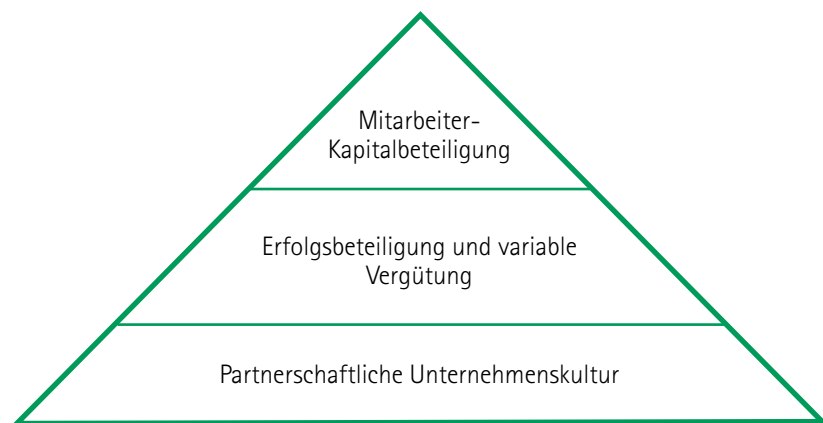 Mitarbeiter-
Kapitalbeteiligung
Erfolgsbeteiligung und variable
Vergütung
Partnerschaftliche Unternehmenskultur